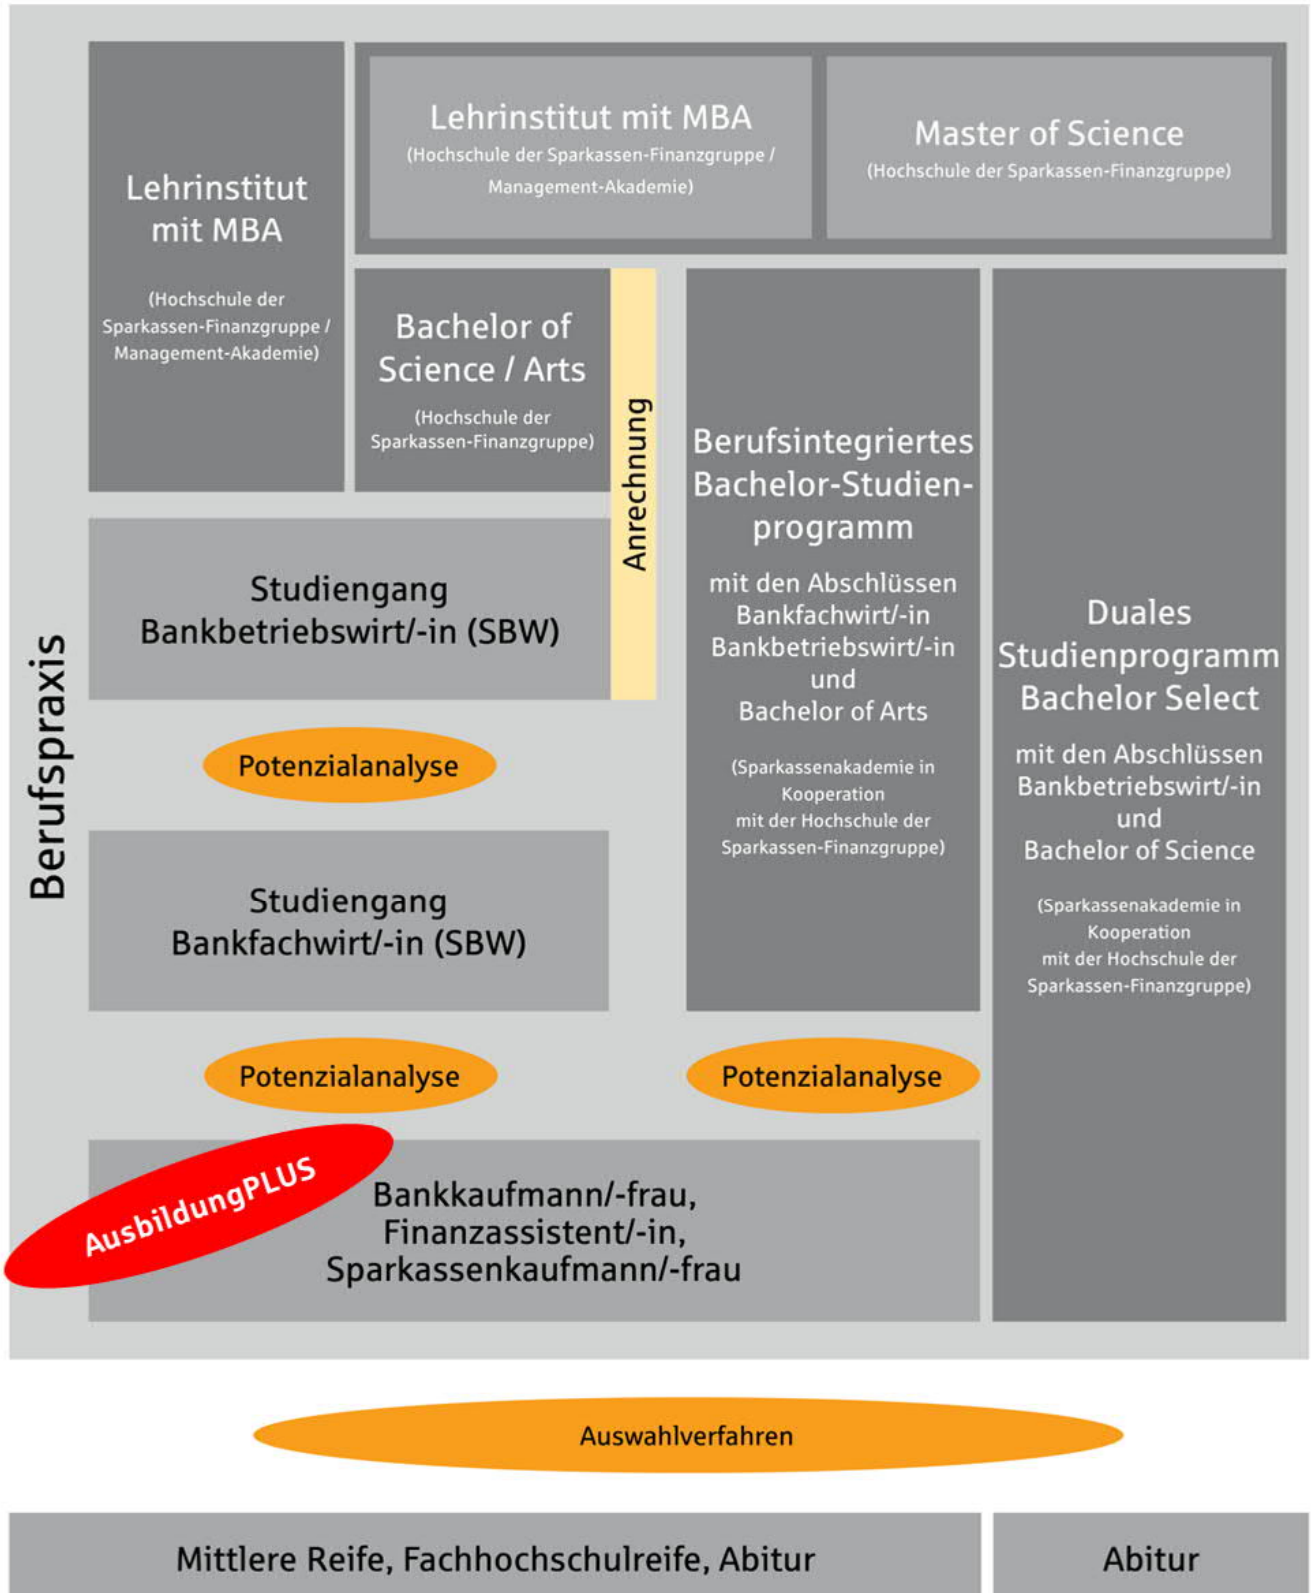 Lehrinstitut
mit MBA
(Hochschule der
Sparkassen-Finanzgruppe /
Management-Akademie)
Lehrinstitut mit MBA
(Hochschule der Sparkassen-Finanzgruppe /
Management-Akademie)
Master of Science
(Hochschule der Sparkassen-Finanzgruppe)
Bachelor of
Science / Arts
(Hochschule der
Sparkassen-Finanzgruppe)
Anrechnung
Berufsintegriertes
Bachelor-Studien-
programm
mit den Abschlüssen
Bankfachwirt/-in
Bankbetriebswirt/-in
und
Bachelor of Arts
(Sparkassenakademie in
Kooperation
mit der Hochschule der
Sparkassen-Finanzgruppe)
Duales
Studienprogramm
Bachelor Select
mit den Abschlüssen
Bankbetriebswirt/-in
und
Bachelor of Science
(Sparkassenakademie in
Kooperation
mit der Hochschule der
Sparkassen-Finanzgruppe)
Berufspraxis
Studiengang
Bankbetriebswirt/-in (SBW)
Potenzialanalyse
Studiengang
Bankfachwirt/-in (SBW)
Potenzialanalyse
Potenzialanalyse
AusbildungPLUS
Bankkaufmann/-frau,
Finanzassistent/-in,
Sparkassenkaufmann/-frau
Auswahlverfahren
Mittlere Reife, Fachhochschulreife, Abitur
Abitur